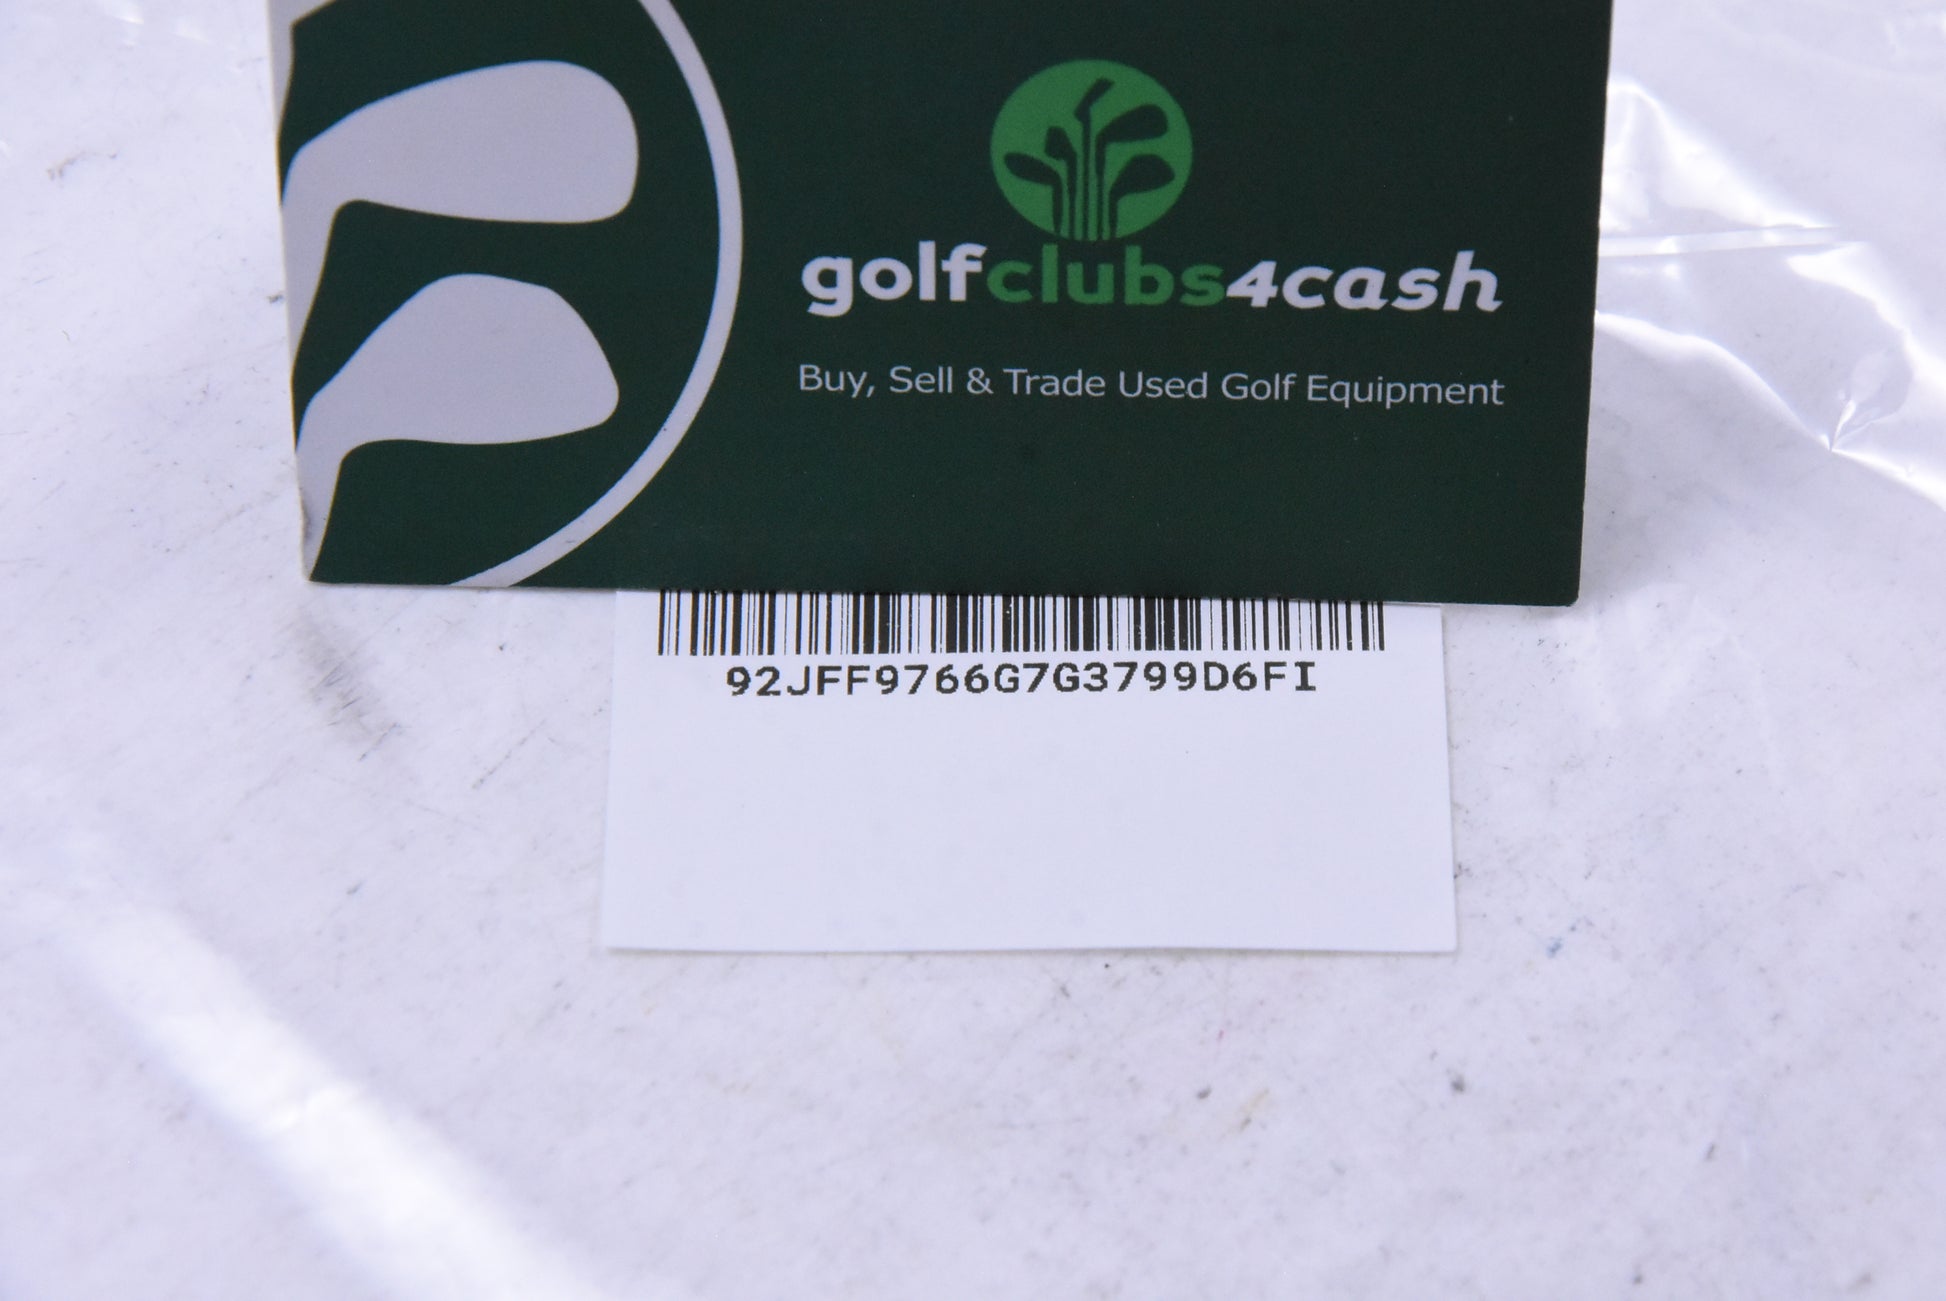 golfclubs4cash
Buy, Sell & Trade Used Golf Equipment
92JFF9766G7G3799D6FI